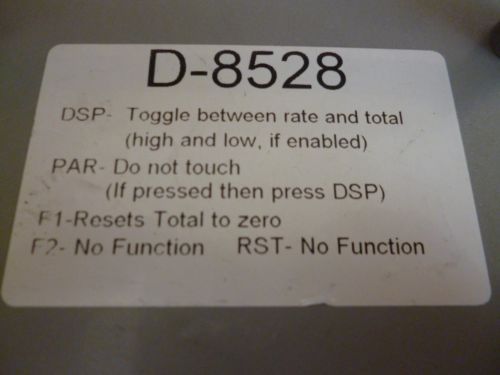 D-8528
DSP- Toggle between rate and total
(high and low, if enabled)
PAR- Do not touch
(If pressed then press DSP)
F1-Resets Total to zero
F2- No Function RST- No Function